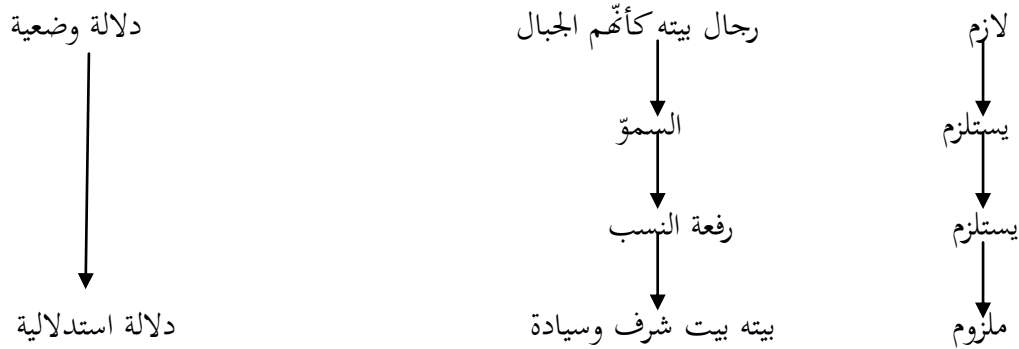 لازم رجال بيته كأنّهم الجبال دلالة وضعية
يستلزم السموّ
يستلزم رفعة النسب
ملزوم بيته بيت شرف وسيادة دلالة استدلالية